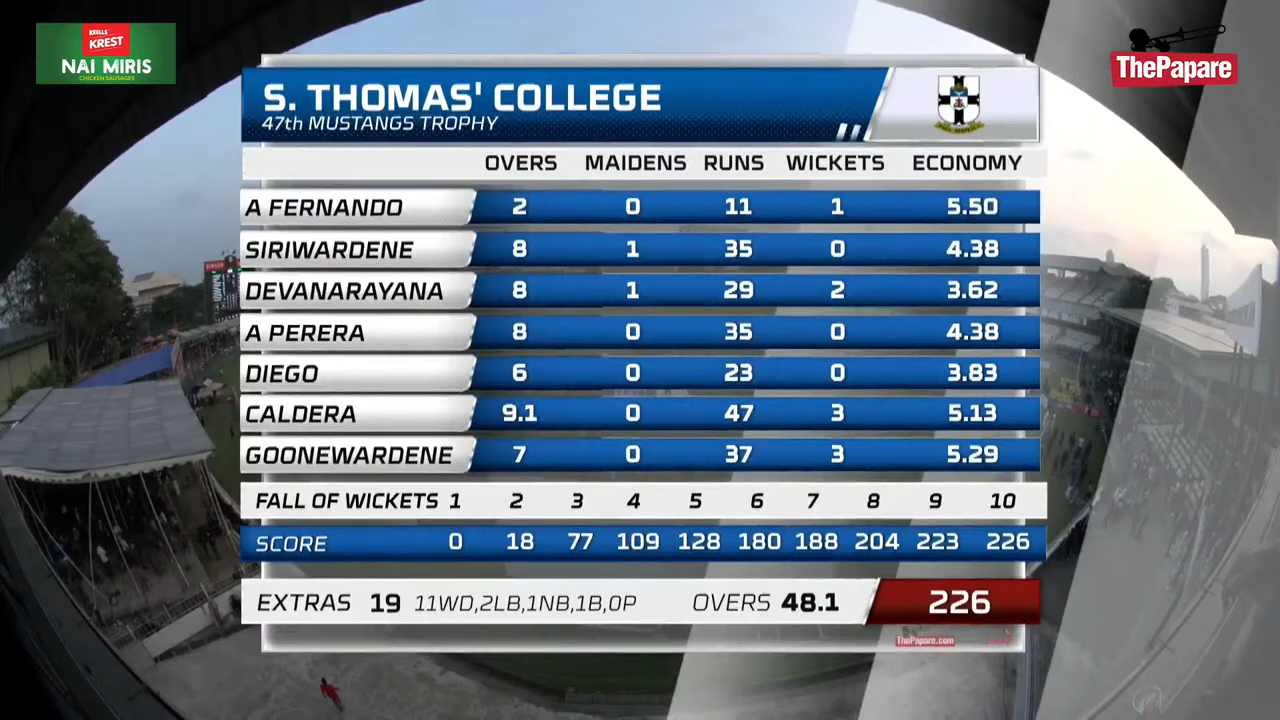 KEELLS
KREST
NAI MIRIS
CHICKEN SAUSAGES
ThePapare
S. THOMAS' COLLEGE
47th MUSTANGS TROPHY
OVERS MAIDENS RUNS WICKETS ECONOMY
A FERNANDO 2 0 11 1 5.50
SIRIWARDENE 8 1 35 0 4.38
DEVANARAYANA 8 1 29 2 3.62
A PERERA 8 0 35 0 4.38
DIEGO 6 0 23 0 3.83
CALDERA 9.1 0 47 3 5.13
GOONEWARDENE 7 0 37 3 5.29
FALL OF WICKETS 1 2 3 4 5 6 7 8 9 10
SCORE 0 18 77 109 128 180 188 204 223 226
EXTRAS 19 11WD,2LB,1NB,1B,0P OVERS 48.1 226
ThePapare.com